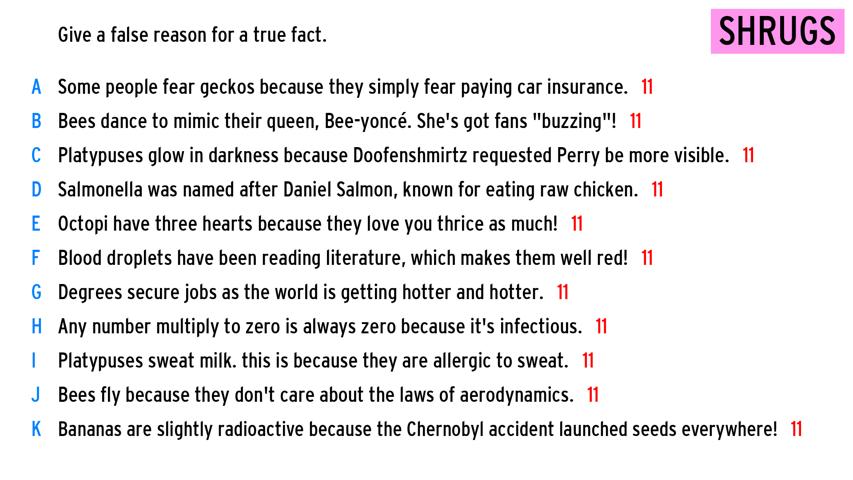 Give a false reason for a true fact.
SHRUGS
A Some people fear geckos because they simply fear paying car insurance. 11
B Bees dance to mimic their queen, Bee-yoncé. She's got fans "buzzing"! 11
C Platypuses glow in darkness because Doofenshmirtz requested Perry be more visible. 11
D Salmonella was named after Daniel Salmon, known for eating raw chicken. 11
E Octopi have three hearts because they love you thrice as much! 11
F Blood droplets have been reading literature, which makes them well red! 11
G Degrees secure jobs as the world is getting hotter and hotter. 11
H Any number multiply to zero is always zero because it's infectious. 11
I Platypuses sweat milk. this is because they are allergic to sweat. 11
J Bees fly because they don't care about the laws of aerodynamics. 11
K Bananas are slightly radioactive because the Chernobyl accident launched seeds everywhere! 11